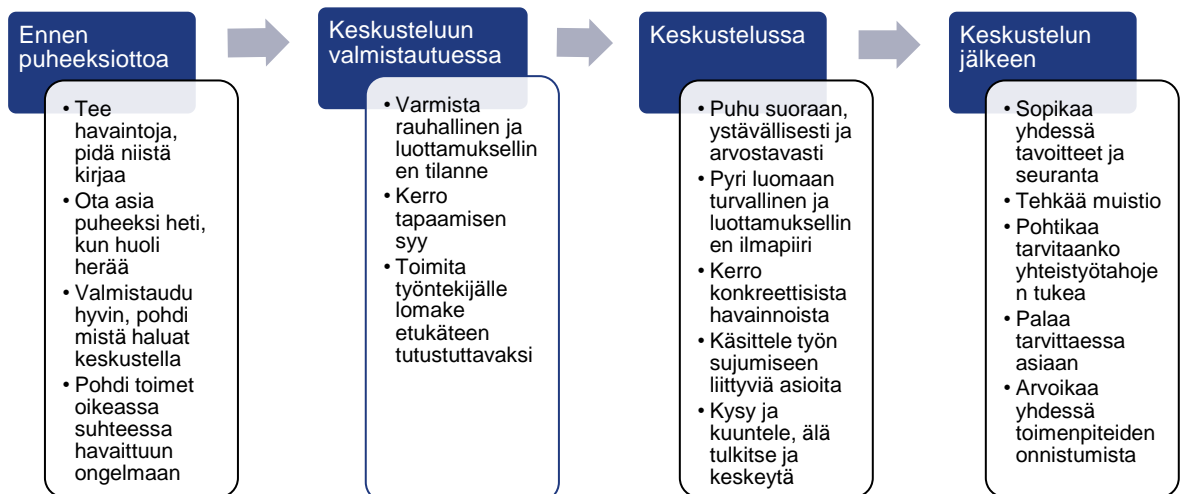 Ennen
puheeksiottoa
• Tee
havaintoja,
pidä niistä
kirjaa
• Ota asia
puheeksi heti,
kun huoli
herää
• Valmistaudu
hyvin, pohdi
mistä haluat
keskustella
• Pohdi toimet
oikeassa
suhteessa
havaittuun
ongelmaan
Keskusteluun
valmistautuessa
• Varmista
rauhallinen ja
luottamuksellin
en tilanne
• Kerro
tapaamisen
syy
• Toimita
työntekijälle
lomake
etukäteen
tutustuttavaksi
Keskustelussa
• Puhu suoraan,
ystävällisesti ja
arvostavasti
• Pyri luomaan
turvallinen ja
luottamuksellin
en ilmapiiri
• Kerro
konkreettisista
havainnoista
• Käsittele työn
sujumiseen
liittyviä asioita
• Kysy ja
kuuntele, älä
tulkitse ja
keskeytä
Keskustelun
jälkeen
• Sopikaa
yhdessä
tavoitteet ja
seuranta
• Tehkää muistio
• Pohtikaa
tarvitaanko
yhteistyötahoje
n tukea
• Palaa
tarvittaessa
asiaan
• Arvoikaa
yhdessä
toimenpiteiden
onnistumista